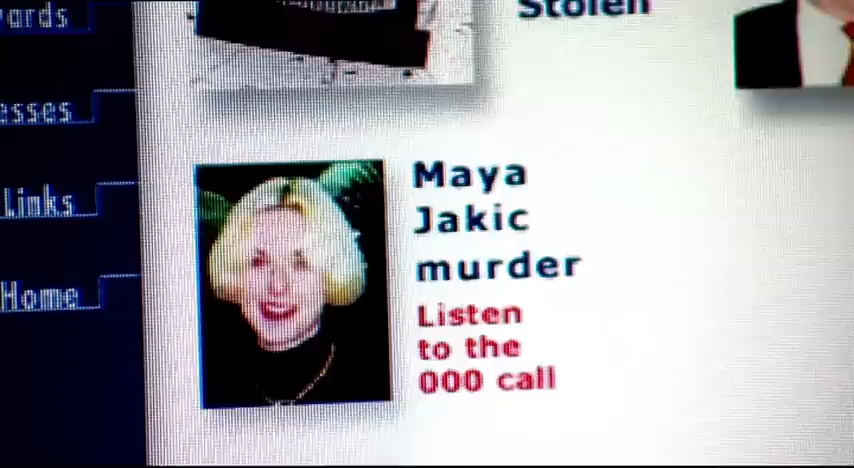 Stolen
ards
esses
Links
Home
Maya
Jakic
murder
Listen
to the
000 call